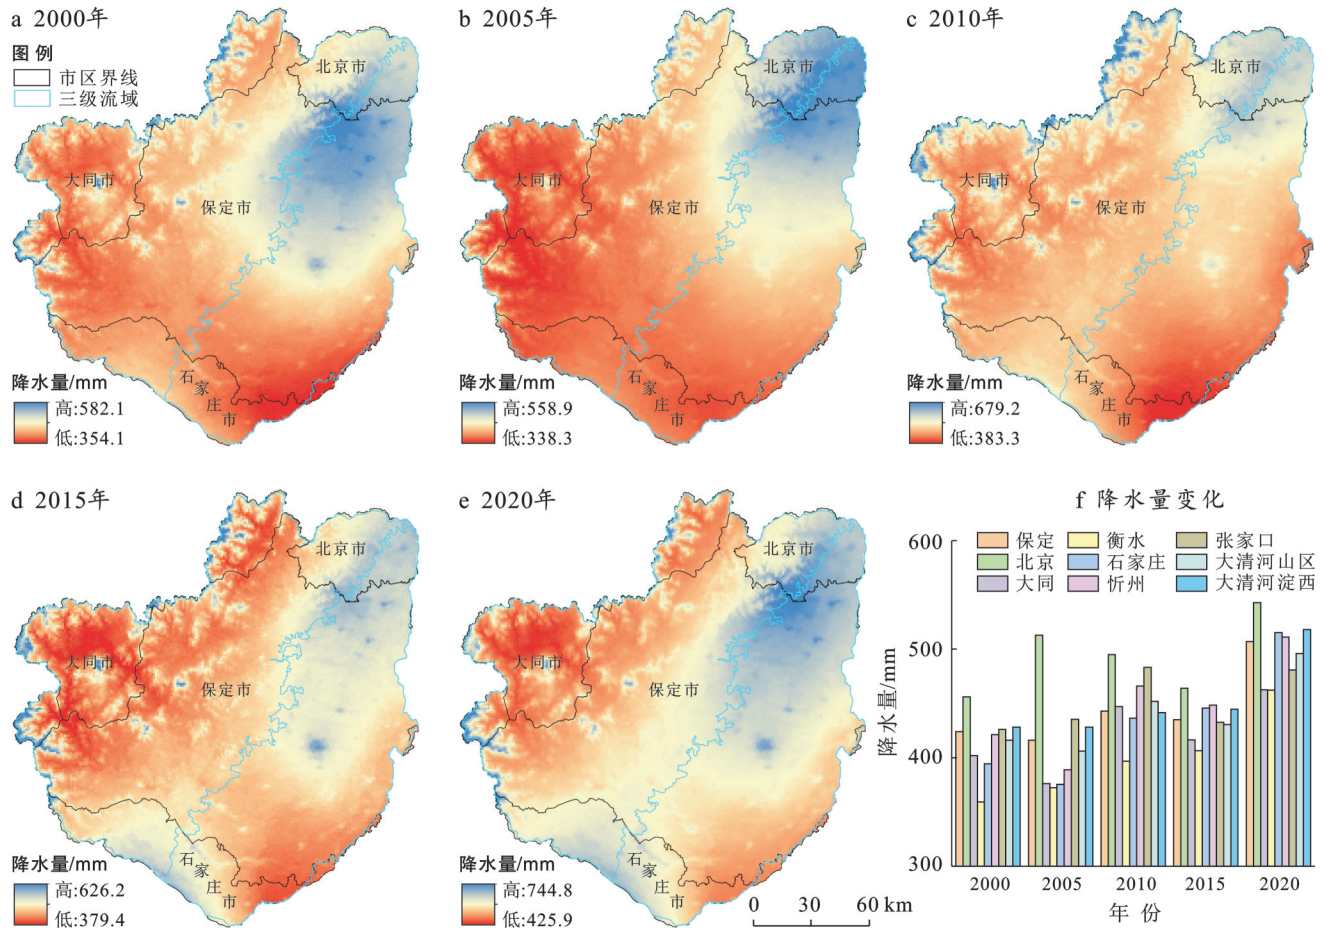 a 2000年
图例
市区界线
三级流域
北京市
大同市
保定市
石家庄市
降水量/mm
高:582.1
低:354.1
b 2005年
北京市
大同市
保定市
石家庄市
降水量/mm
高:558.9
低:338.3
c 2010年
北京市
大同市
保定市
石家庄市
降水量/mm
高:679.2
低:383.3
d 2015年
北京市
大同市
保定市
石家庄市
降水量/mm
高:626.2
低:379.4
e 2020年
北京市
大同市
保定市
石家庄市
降水量/mm
高:744.8
低:425.9
0 30 60 km
f 降水量变化
保定 衡水 张家口
北京 石家庄 大清河山区
大同 忻州 大清河淀西
降水量/mm
600
500
400
300
2000 2005 2010 2015 2020
年份